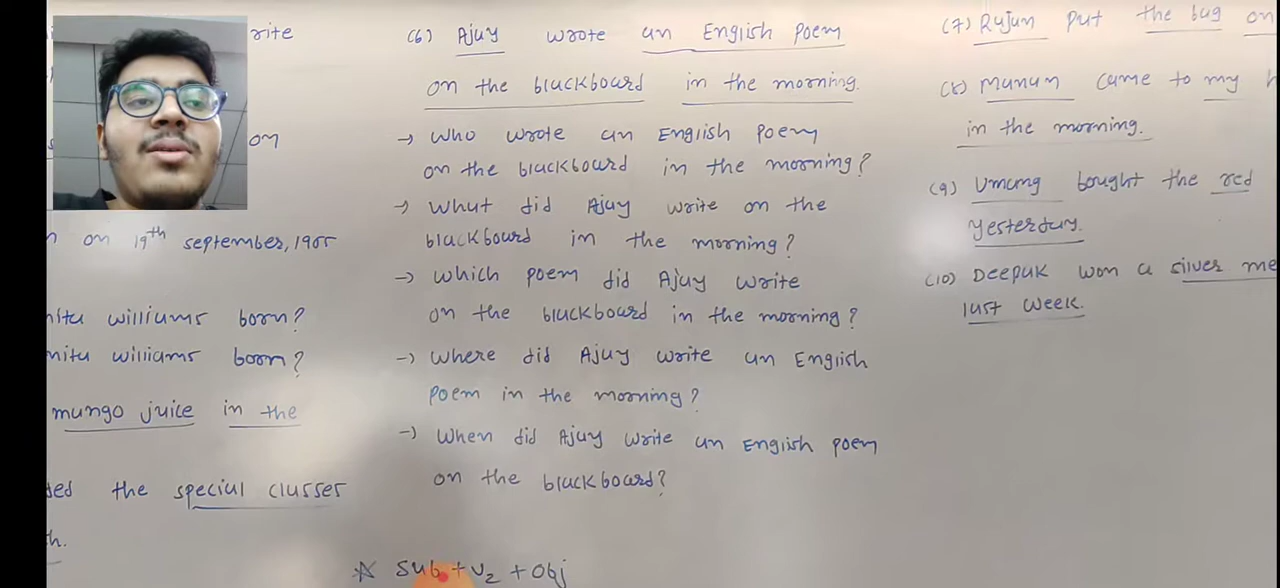 rite
on
n on 19th september, 1965
nita williams born?
nita williams born?
mango juice in the
ded the special classes
h.
(6) Ajay wrote an English Poem
on the blackboard in the morning.
→ Who wrote an English Poem
on the blackboard in the morning?
→ What did Ajay write on the
blackboard in the morning?
→ Which poem did Ajay write
on the blackboard in the morning?
→ Where did Ajay write an English
Poem in the morning?
→ When did Ajay write an English poem
on the blackboard?
☆ Sub + V2 + Obj
(7) Rujun put the bag on
(8) Manan came to my h
in the morning.
(9) Umang bought the red
Yesterday.
(10) Deepak won a silver me
last week.